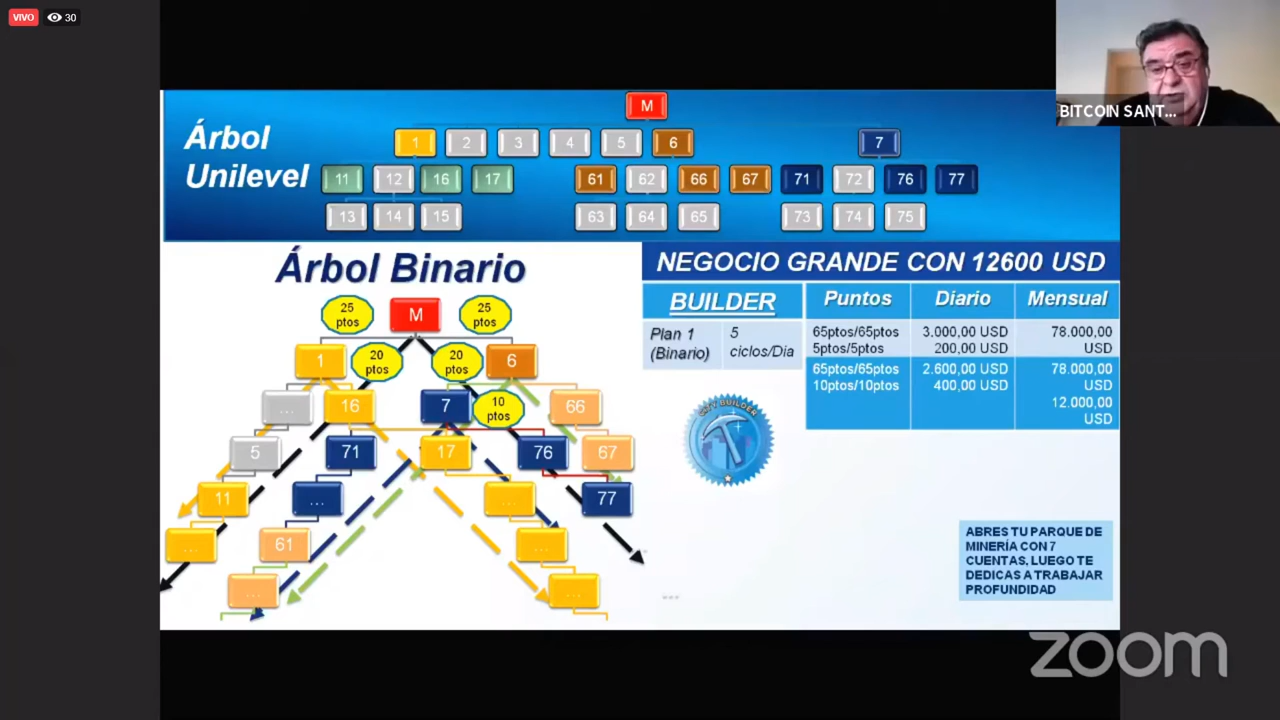 VIVO
30
BITCOIN SANT...
Árbol
Unilevel
M
1 2 3 4 5 6 7
11 12 16 17 61 62 66 67 71 72 76 77
13 14 15 63 64 65 73 74 75
Árbol Binario
25
ptos
M
25
ptos
1
20
ptos
20
ptos
6
...
16
7
10
ptos
66
5
71
17
76
67
11
...
...
77
...
61
...
...
...
NEGOCIO GRANDE CON 12600 USD
BUILDER
Puntos Diario Mensual
Plan 1
(Binario)
5
ciclos/Dia
65ptos/65ptos 3.000,00 USD 78.000,00
5ptos/5ptos 200,00 USD USD
65ptos/65ptos 2.600,00 USD 78.000,00
10ptos/10ptos 400,00 USD USD
12.000,00
USD
BUILDER
ABRES TU PARQUE DE
MINERÍA CON 7
CUENTAS, LUEGO TE
DEDICAS A TRABAJAR
PROFUNDIDAD
...
zoom